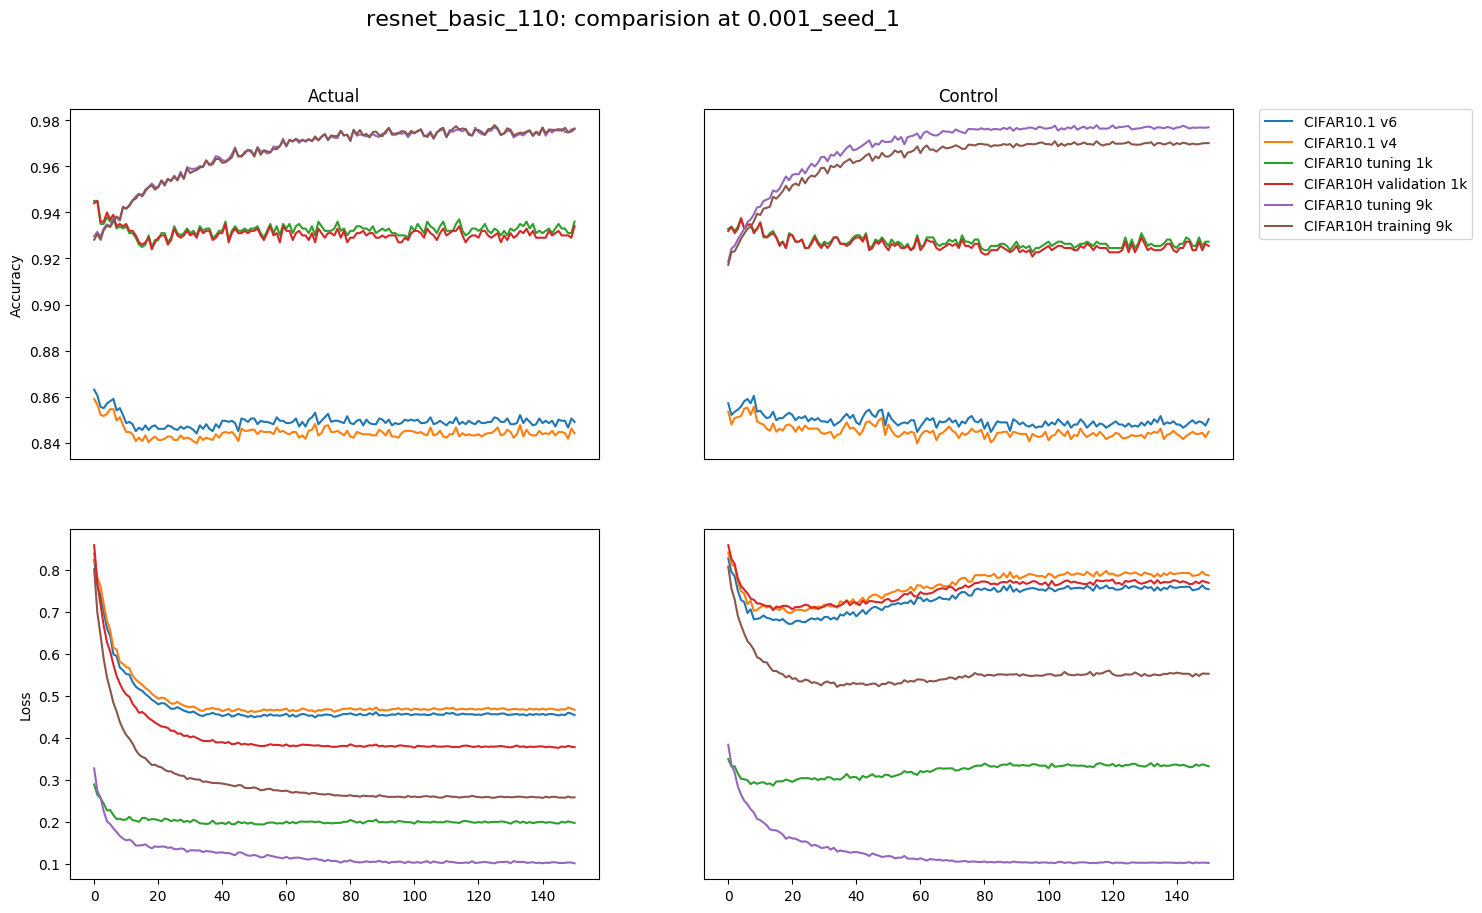 resnet_basic_110: comparision at 0.001_seed_1
Actual
Control
CIFAR10.1 v6
CIFAR10.1 v4
CIFAR10 tuning 1k
CIFAR10H validation 1k
CIFAR10 tuning 9k
CIFAR10H training 9k
Accuracy
0.98
0.96
0.94
0.92
0.90
0.88
0.86
0.84
Loss
0.8
0.7
0.6
0.5
0.4
0.3
0.2
0.1
0 20 40 60 80 100 120 140
0 20 40 60 80 100 120 140